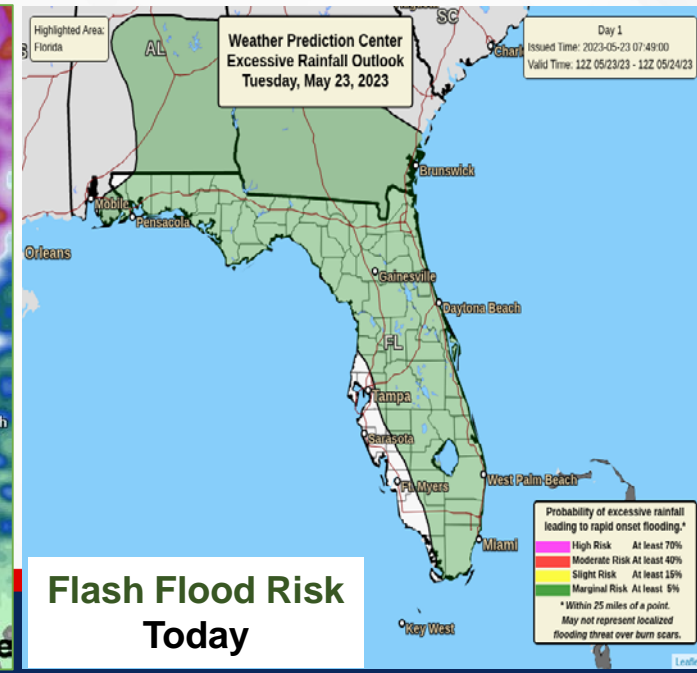 Highlighted Area:
Florida
Weather Prediction Center
Excessive Rainfall Outlook
Tuesday, May 23, 2023
Day 1
Issued Time: 2023-05-23 07:49:00
Valid Time: 12Z 05/23/23 - 12Z 05/24/23
SC
AL
Charl
S
Brunswick
Mobile
Pensacola
Orleans
Gainesville
Daytona Beach
FL
Tampa
h
Sarasota
West Palm Beach
Ft. Myers
Miami
Key West
Probability of excessive rainfall
leading to rapid onset flooding.*
High Risk At least 70%
Moderate Risk At least 40%
Slight Risk At least 15%
Marginal Risk At least 5%
* Within 25 miles of a point.
May not represent localized
flooding threat over burn scars.
Flash Flood Risk
Today
e
Leafle